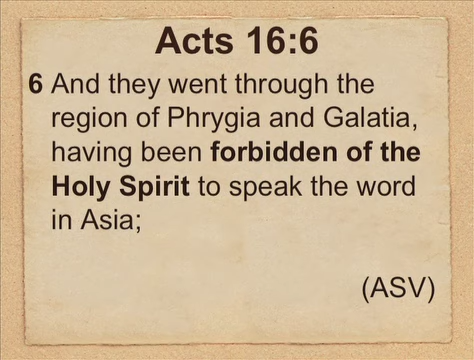 Acts 16:6
6 And they went through the
region of Phrygia and Galatia,
having been forbidden of the
Holy Spirit to speak the word
in Asia;
(ASV)